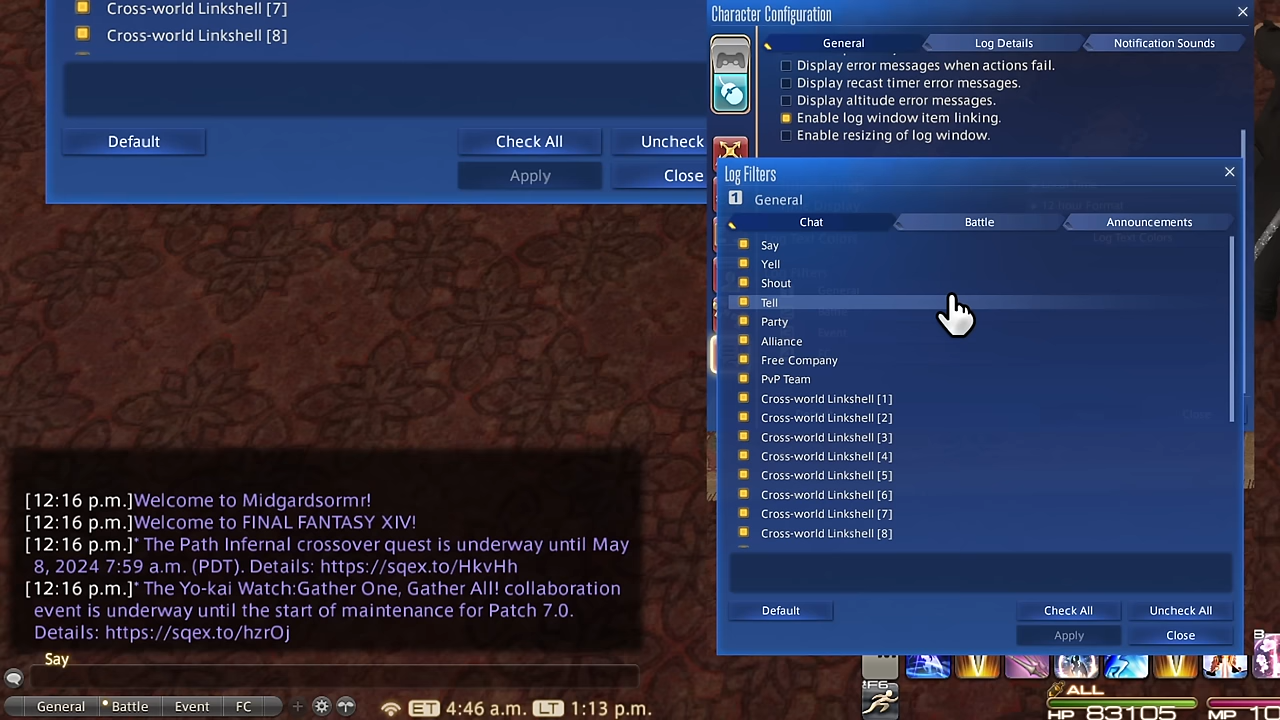 Cross-world Linkshell [7]
Cross-world Linkshell [8]
Default
Check All
Uncheck
Apply
Close
Character Configuration
General
Log Details
Notification Sounds
Display error messages when actions fail.
Display recast timer error messages.
Display altitude error messages.
Enable log window item linking.
Enable resizing of log window.
Log Filters
1 General
Chat
Battle
Announcements
Say
Yell
Shout
Tell
Party
Alliance
Free Company
PvP Team
Cross-world Linkshell [1]
Cross-world Linkshell [2]
Cross-world Linkshell [3]
Cross-world Linkshell [4]
Cross-world Linkshell [5]
Cross-world Linkshell [6]
Cross-world Linkshell [7]
Cross-world Linkshell [8]
Default
Check All
Uncheck All
Apply
Close
[12:16 p.m.]Welcome to Midgardsormr!
[12:16 p.m.]Welcome to FINAL FANTASY XIV!
[12:16 p.m.]* The Path Infernal crossover quest is underway until May
8, 2024 7:59 a.m. (PDT). Details: https://sqex.to/HkvHh
[12:16 p.m.]* The Yo-kai Watch:Gather One, Gather All! collaboration
event is underway until the start of maintenance for Patch 7.0.
Details: https://sqex.to/hzrOj
Say
General
Battle
Event
FC
ET 4:46 a.m. LT 1:13 p.m.
F6
ALL
HP 83105
MP 10